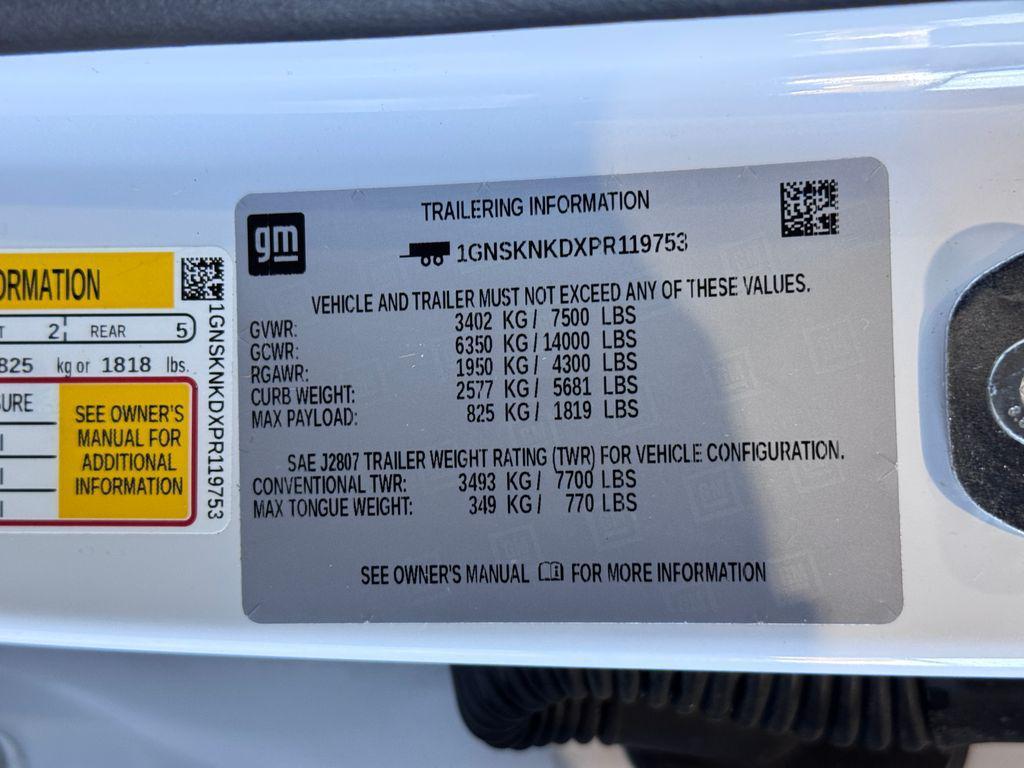 ORMATION
2 REAR 5
825 kg or 1818 lbs.
SEE OWNER'S
MANUAL FOR
ADDITIONAL
INFORMATION
1GNSKNKDXPR119753
gm
TRAILERING INFORMATION
1GNSKNKDXPR119753
VEHICLE AND TRAILER MUST NOT EXCEED ANY OF THESE VALUES.
GVWR: 3402 KG / 7500 LBS
GCWR: 6350 KG / 14000 LBS
RGAWR: 1950 KG / 4300 LBS
CURB WEIGHT: 2577 KG / 5681 LBS
MAX PAYLOAD: 825 KG / 1819 LBS
SAE J2807 TRAILER WEIGHT RATING (TWR) FOR VEHICLE CONFIGURATION.
CONVENTIONAL TWR: 3493 KG / 7700 LBS
MAX TONGUE WEIGHT: 349 KG / 770 LBS
SEE OWNER'S MANUAL FOR MORE INFORMATION